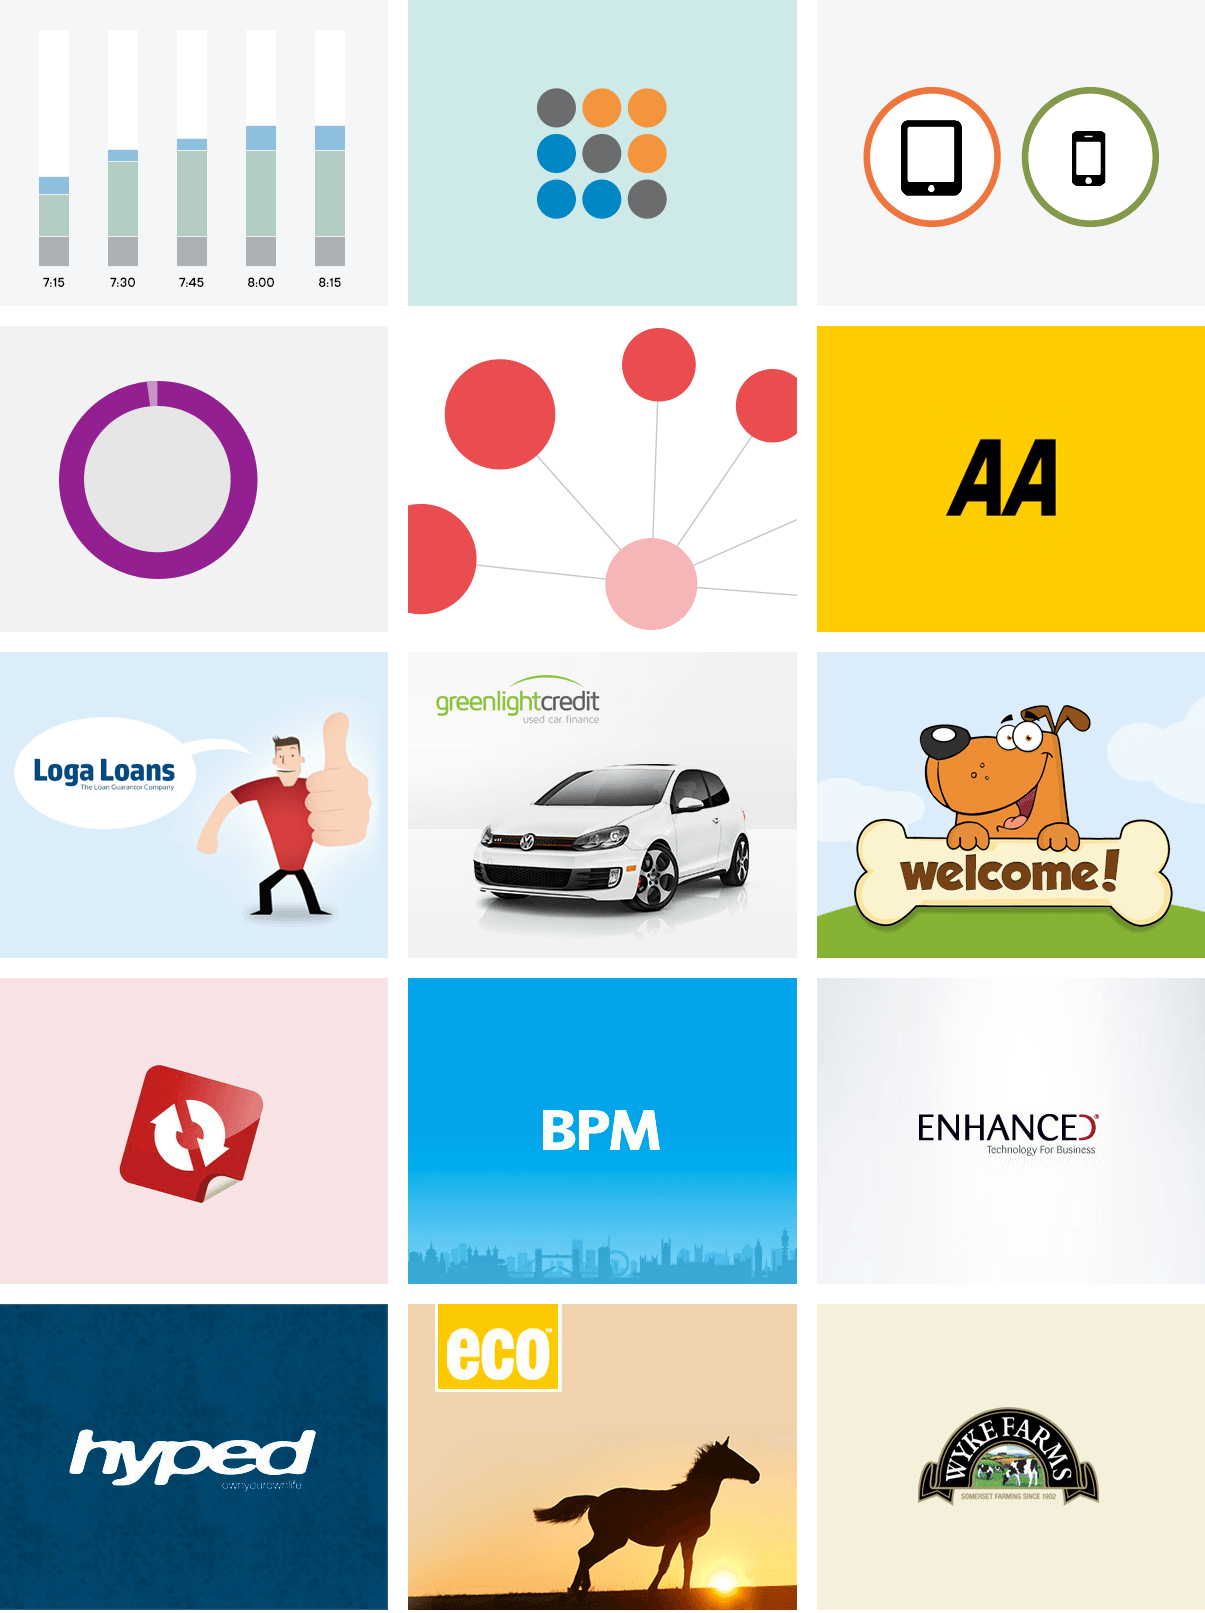 7:15 7:30 7:45 8:00 8:15
AA
Loga Loans
The Loan Guarantor Company
greenlightcredit
used car finance
welcome!
BPM
ENHANCED®
Technology For Business
hyped
ownyourownlife
eco™
WYKE FARMS
SOMERSET FARMING SINCE 1902